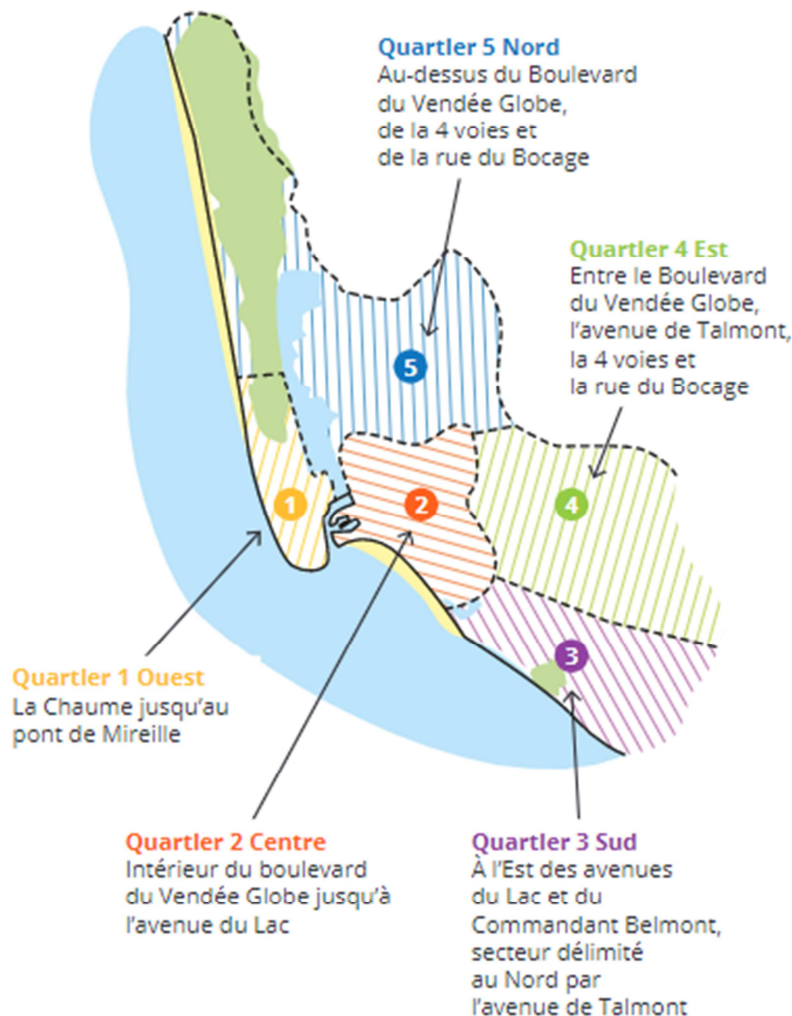 Quartier 5 Nord
Au-dessus du Boulevard
du Vendée Globe,
de la 4 voies et
de la rue du Bocage
Quartier 4 Est
Entre le Boulevard
du Vendée Globe,
l'avenue de Talmont,
la 4 voies et
la rue du Bocage
5
1
2
4
3
Quartier 1 Ouest
La Chaume jusqu'au
pont de Mireille
Quartier 2 Centre
Intérieur du boulevard
du Vendée Globe jusqu'à
l'avenue du Lac
Quartier 3 Sud
À l'Est des avenues
du Lac et du
Commandant Belmont,
secteur délimité
au Nord par
l'avenue de Talmont